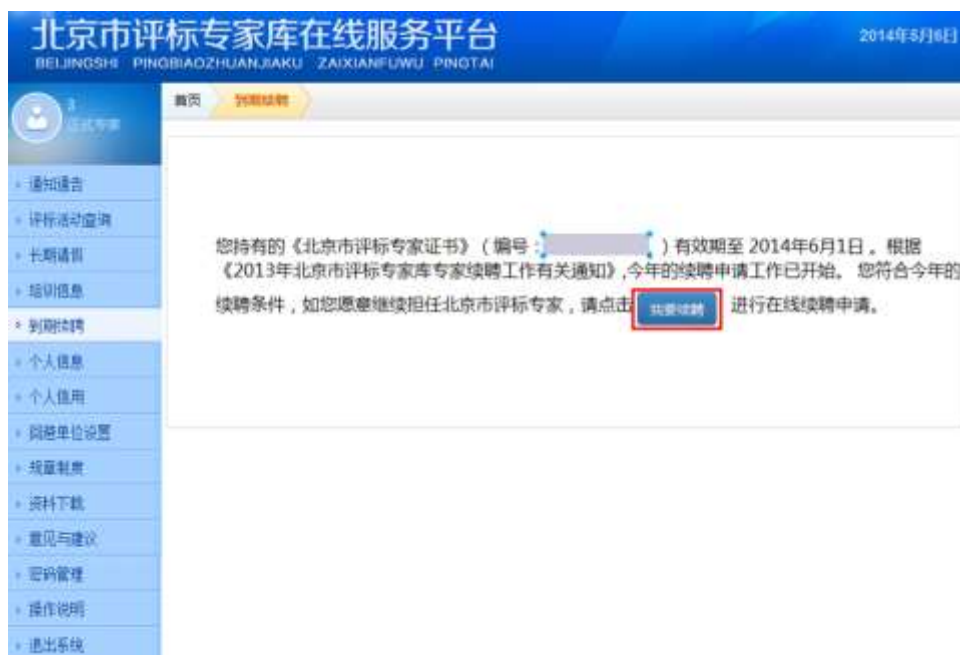 北京市评标专家库在线服务平台
BEIJINGSHI PINGBIAOZHUANJIAKU ZAIXIANFUWU PINGTAI
2014年5月6日
3
正式专家
首页
到期续聘
通知通告
评标活动查询
长期请假
培训信息
到期续聘
个人信息
个人信用
回避单位设置
规章制度
资料下载
意见与建议
密码管理
操作说明
退出系统
您持有的《北京市评标专家证书》（编号：）有效期至 2014年6月1日 。根据
《2013年北京市评标专家库专家续聘工作有关通知》,今年的续聘申请工作已开始。 您符合今年的
续聘条件，如您愿意继续担任北京市评标专家，请点击 我要续聘 进行在线续聘申请。